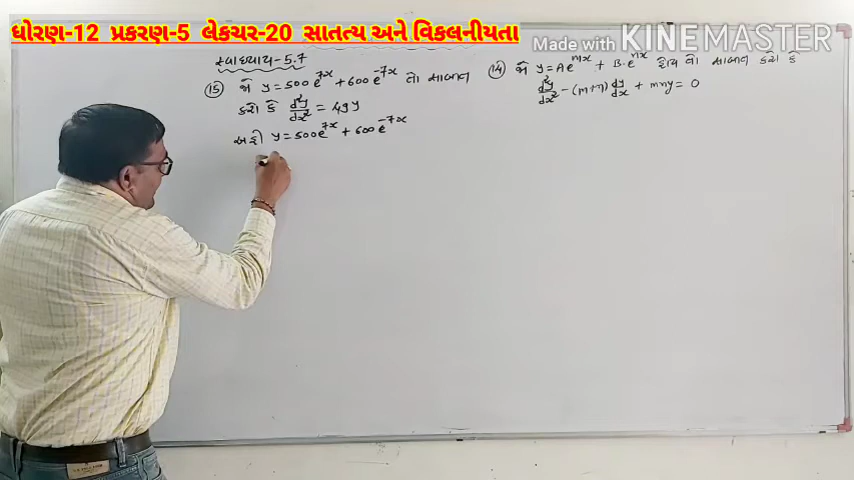 ધોરણ-12 પ્રકરણ-5 લેકચર-20 સાતત્ય અને વિકલનીયતા
Made with KINEMASTER
સ્વાધ્યાય-5.7
(15) જો y = 500e^{7x} + 600e^{-7x} તો સાબિત
કરો કે d²y/dx² = 49y
અહીં y = 500e^{7x} + 600e^{-7x}
(14) જો y = Ae^{mx} + B.e^{nx} હોય તો સાબિત કરો કે
d²y/dx² - (m+n) dy/dx + mny = 0